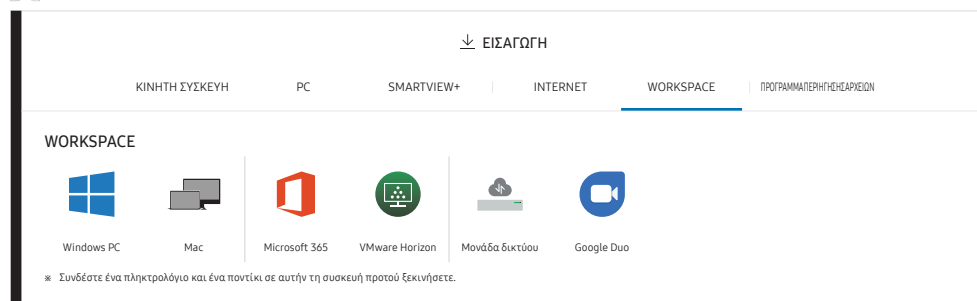 ΕΙΣΑΓΩΓΗ
ΚΙΝΗΤΗ ΣΥΣΚΕΥΗ PC SMARTVIEW+ INTERNET WORKSPACE ΠΡΟΓΡΑΜΜΑΠΕΡΙΗΓΗΣΗΣΑΡΧΕΙΩΝ
WORKSPACE
Windows PC Mac Microsoft 365 VMware Horizon Μονάδα δικτύου Google Duo
※ Συνδέστε ένα πληκτρολόγιο και ένα ποντίκι σε αυτήν τη συσκευή προτού ξεκινήσετε.